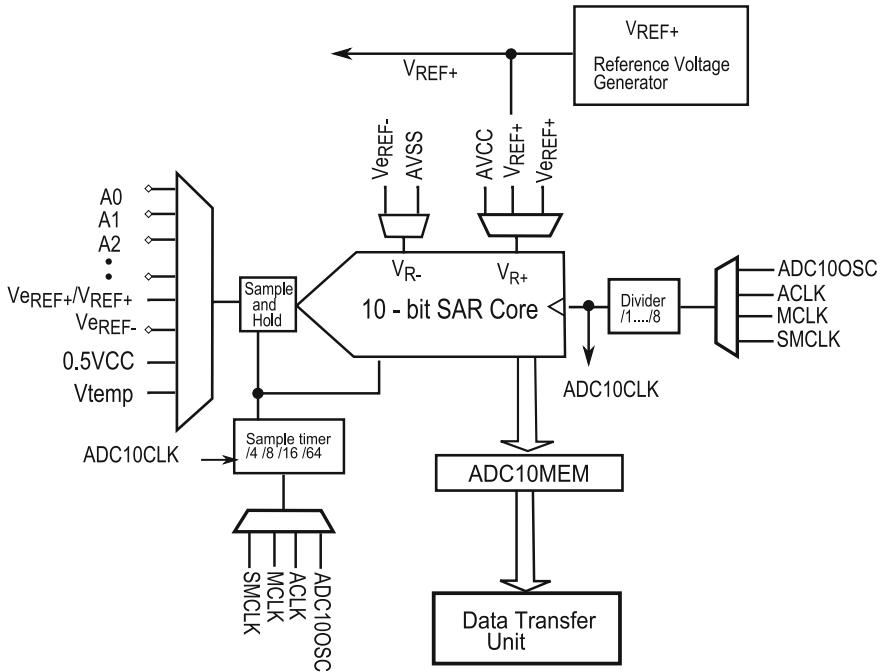 VREF+
Reference Voltage
Generator
VREF+
VeREF-
AVSS
AVCC
VREF+
VeREF+
A0
A1
A2
VeREF+/VREF+
VeREF-
0.5VCC
Vtemp
Sample
and
Hold
VR-
VR+
10 - bit SAR Core
Divider
/1..../8
ADC10OSC
ACLK
MCLK
SMCLK
ADC10CLK
Sample timer
/4 /8 /16 /64
ADC10CLK
SMCLK
MCLK
ACLK
ADC10OSC
ADC10MEM
Data Transfer
Unit